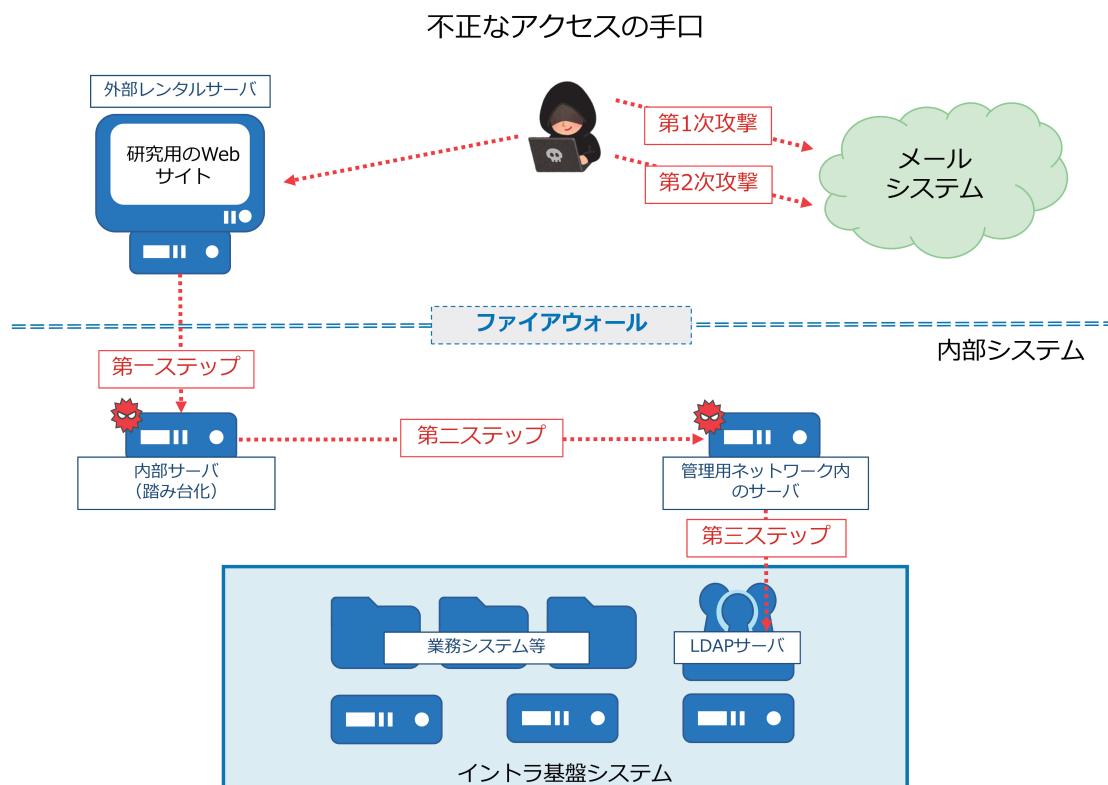 不正なアクセスの手口
外部レンタルサーバ
研究用のWeb
サイト
第1次攻撃
第2次攻撃
メール
システム
ファイアウォール
内部システム
第一ステップ
第二ステップ
内部サーバ
（踏み台化）
管理用ネットワーク内
のサーバ
第三ステップ
業務システム等
LDAPサーバ
イントラ基盤システム